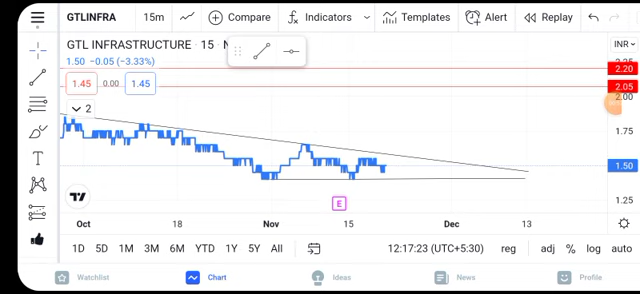 GTLINFRA 15m Compare Indicators Templates Alert Replay
GTL INFRASTRUCTURE · 15 · N
INR
1.50 -0.05 (-3.33%)
2.20
1.45 0.00 1.45
2.05
2.00
2
1.75
1.50
1.25
E
Oct 18 Nov 15 Dec 13
1D 5D 1M 3M 6M YTD 1Y 5Y All 12:17:23 (UTC+5:30) reg adj % log auto
Watchlist Chart Ideas News Profile